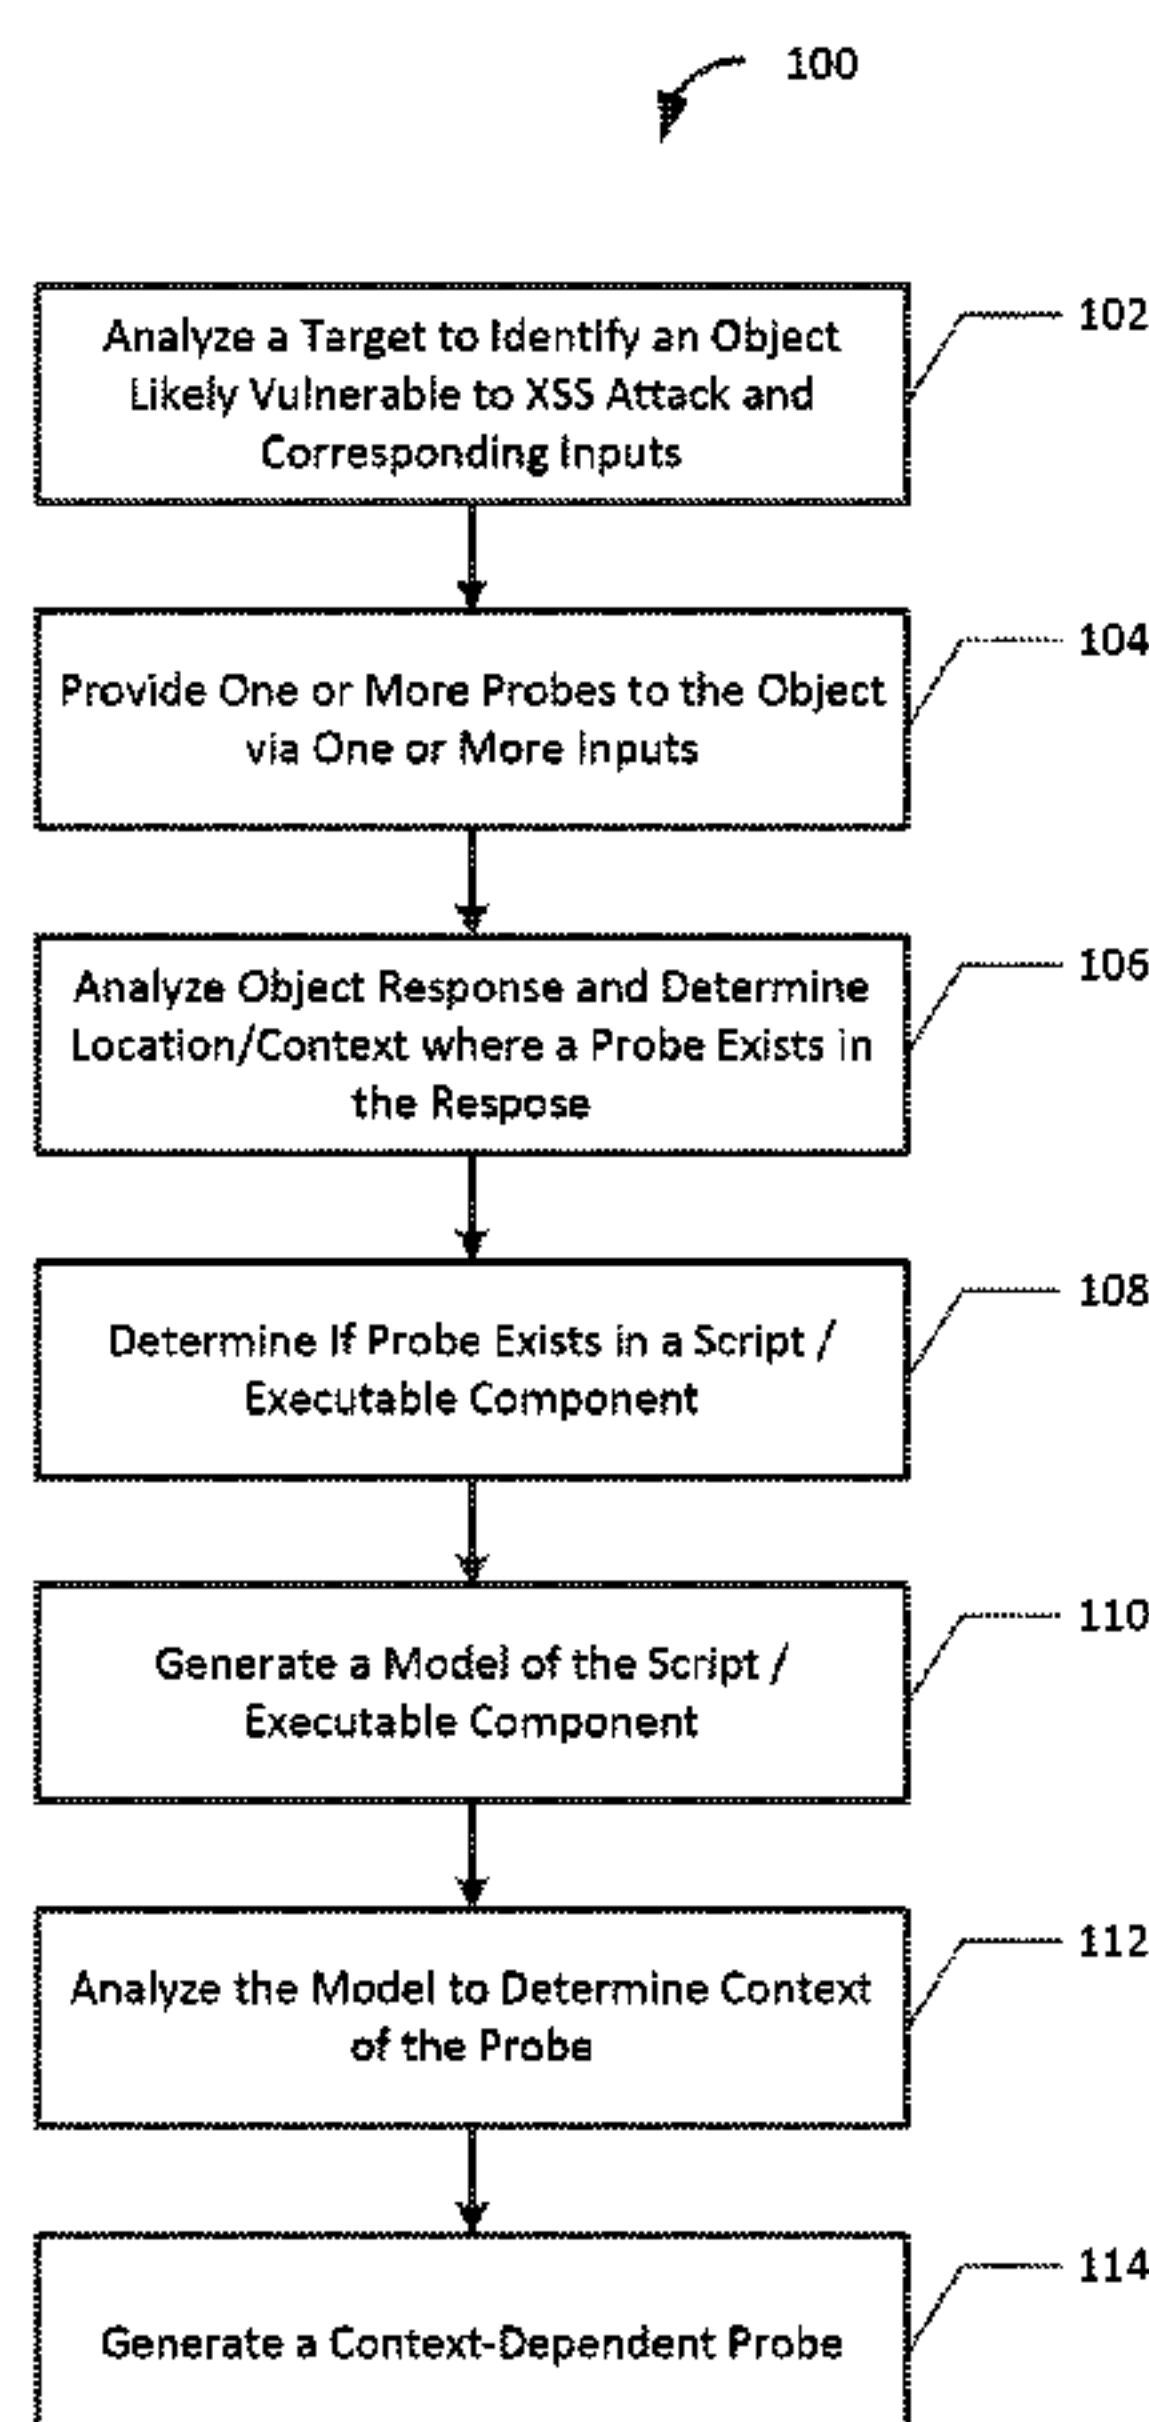 100
Analyze a Target to Identify an Object
Likely Vulnerable to XSS Attack and
Corresponding Inputs
102
Provide One or More Probes to the Object
via One or More Inputs
104
Analyze Object Response and Determine
Location/Context where a Probe Exists in
the Respose
106
Determine If Probe Exists in a Script /
Executable Component
108
Generate a Model of the Script /
Executable Component
110
Analyze the Model to Determine Context
of the Probe
112
Generate a Context-Dependent Probe
114